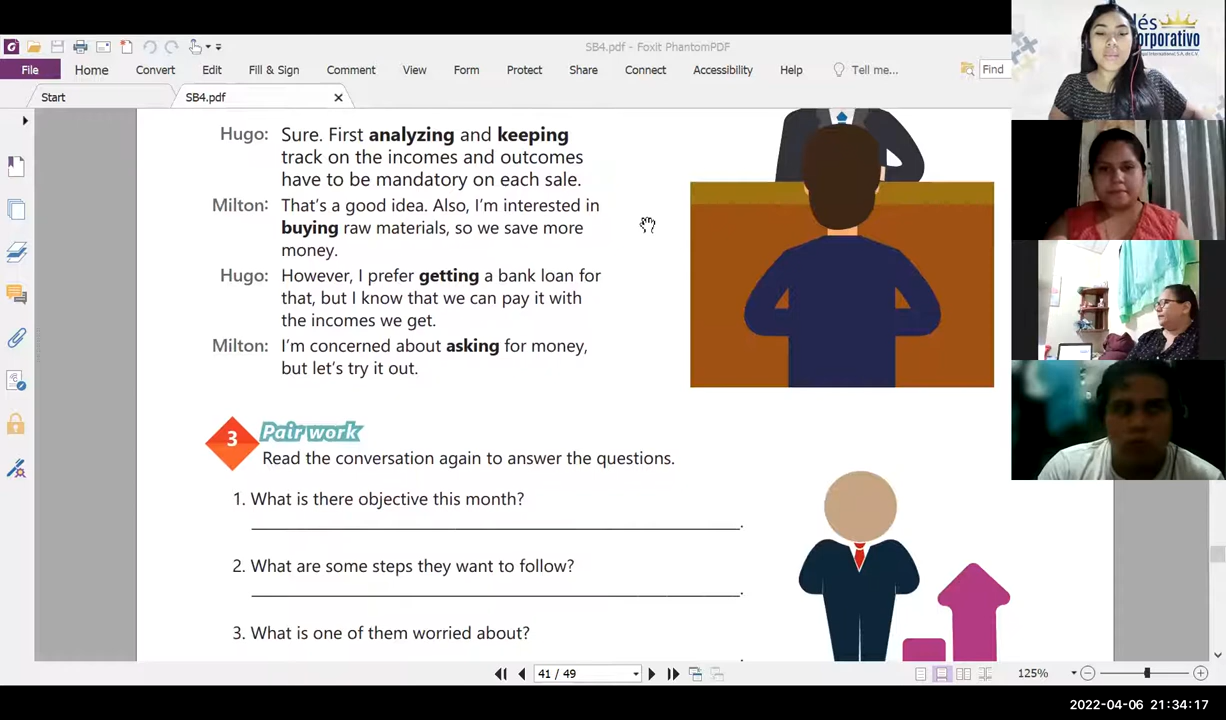 SB4.pdf - Foxit PhantomPDF
File Home Convert Edit Fill & Sign Comment View Form Protect Share Connect Accessibility Help Tell me... Find
Start SB4.pdf
Hugo: Sure. First analyzing and keeping
track on the incomes and outcomes
have to be mandatory on each sale.
Milton: That's a good idea. Also, I'm interested in
buying raw materials, so we save more
money.
Hugo: However, I prefer getting a bank loan for
that, but I know that we can pay it with
the incomes we get.
Milton: I'm concerned about asking for money,
but let's try it out.
3 Pair work
Read the conversation again to answer the questions.
1. What is there objective this month?
2. What are some steps they want to follow?
3. What is one of them worried about?
41 / 49
125%
lés
orporativo
2022-04-06 21:34:17